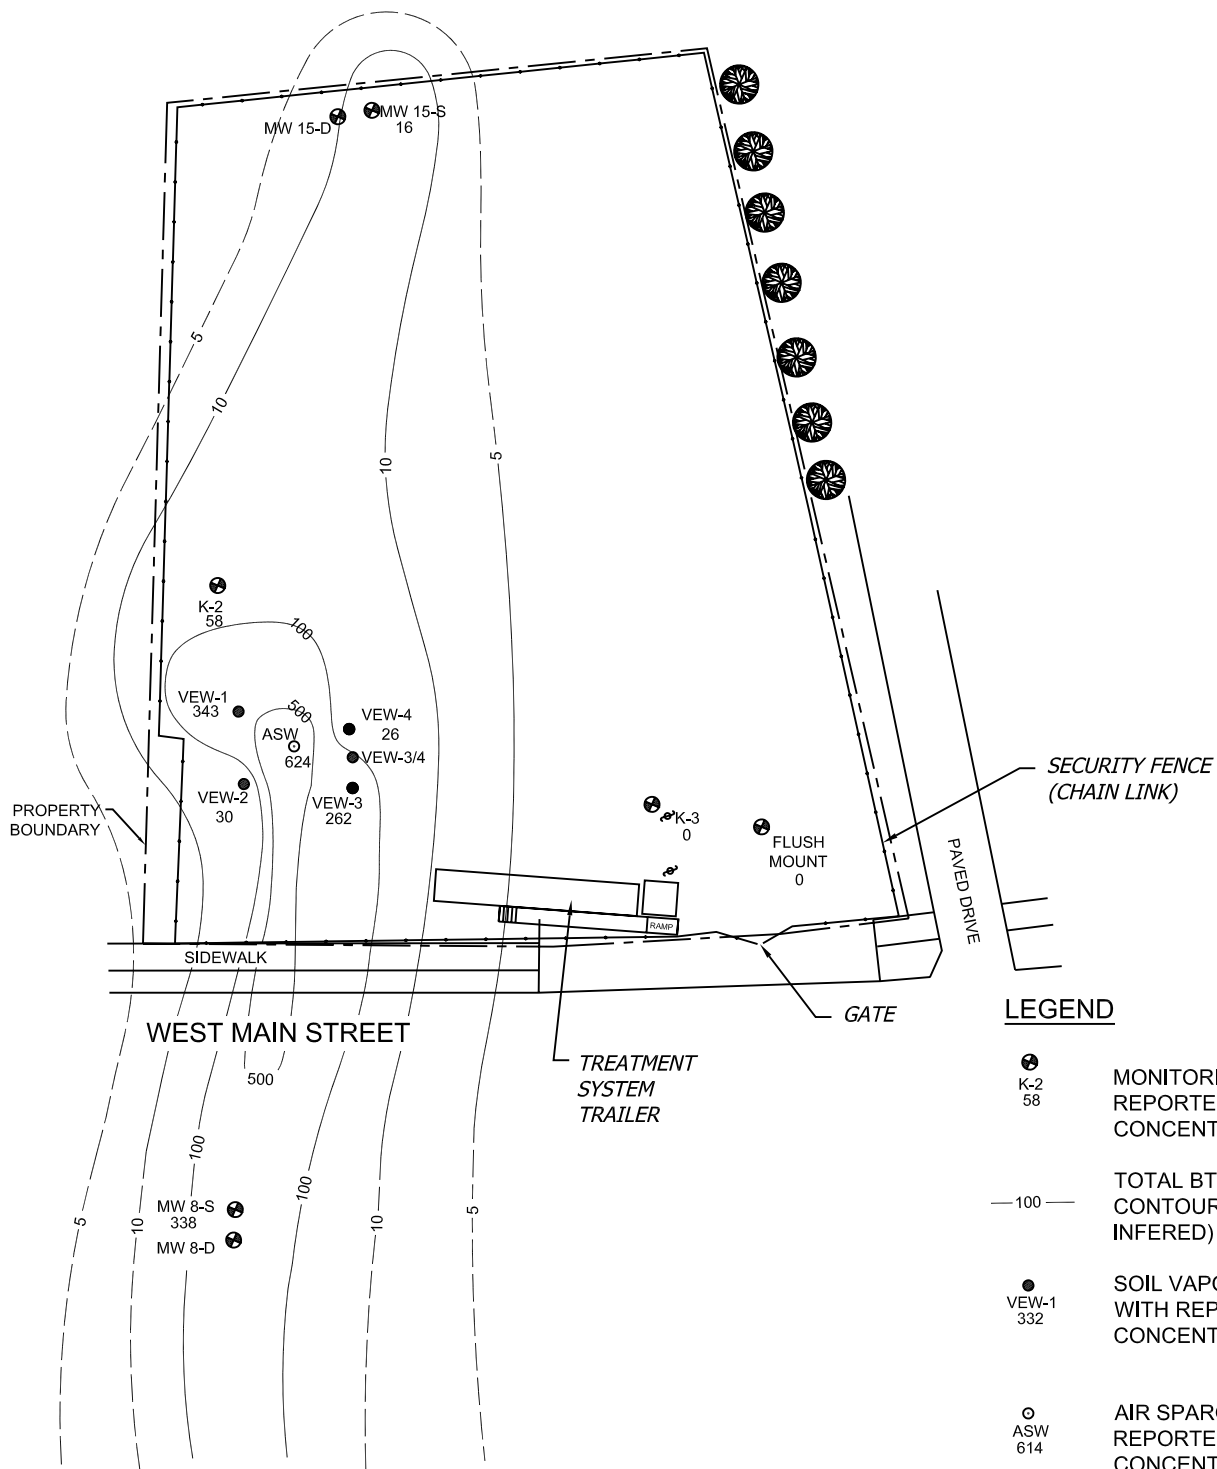 MW 15-D
MW 15-S
16
5
10
10
5
K-2
58
100
VEW-1
343
500
ASW
624
VEW-4
26
VEW-3/4
VEW-2
30
VEW-3
262
PROPERTY
BOUNDARY
K-3
0
FLUSH
MOUNT
0
SECURITY FENCE
(CHAIN LINK)
PAVED DRIVE
RAMP
SIDEWALK
WEST MAIN STREET
GATE
TREATMENT
SYSTEM
TRAILER
500
100
100
MW 8-S
338
MW 8-D
5
10
10
5
LEGEND
K-2
58
MONITORI
REPORTE
CONCENT
100
TOTAL BT
CONTOUR
INFERED)
VEW-1
332
SOIL VAPO
WITH REP
CONCENT
ASW
614
AIR SPARG
REPORTE
CONCENT